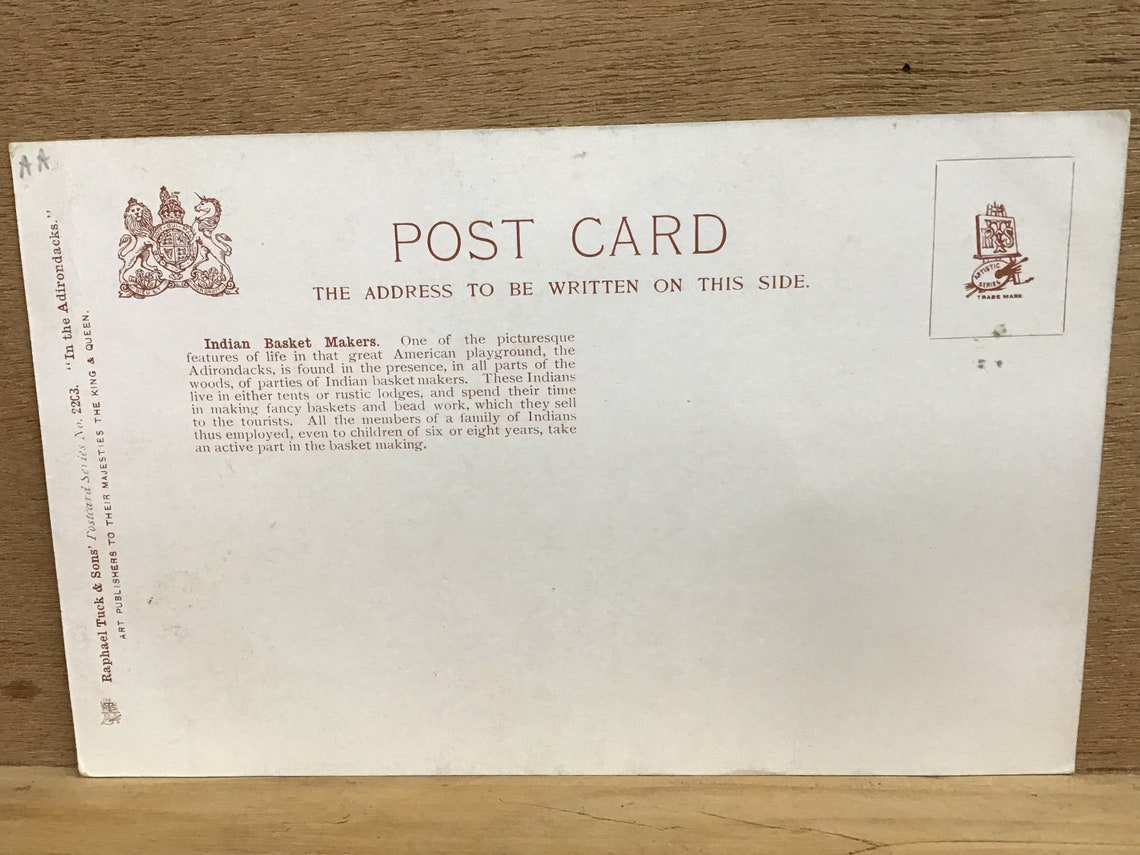 AA
POST CARD
THE ADDRESS TO BE WRITTEN ON THIS SIDE.
ARTISTIC
SERIES
TRADE MARK
Indian Basket Makers. One of the picturesque
features of life in that great American playground, the
Adirondacks, is found in the presence, in all parts of the
woods, of parties of Indian basket makers. These Indians
live in either tents or rustic lodges, and spend their time
in making fancy baskets and bead work, which they sell
to the tourists. All the members of a family of Indians
thus employed, even to children of six or eight years, take
an active part in the basket making.
Raphael Tuck & Sons' Postcard Series No. 2203. "In the Adirondacks."
ART PUBLISHERS TO THEIR MAJESTIES THE KING & QUEEN.